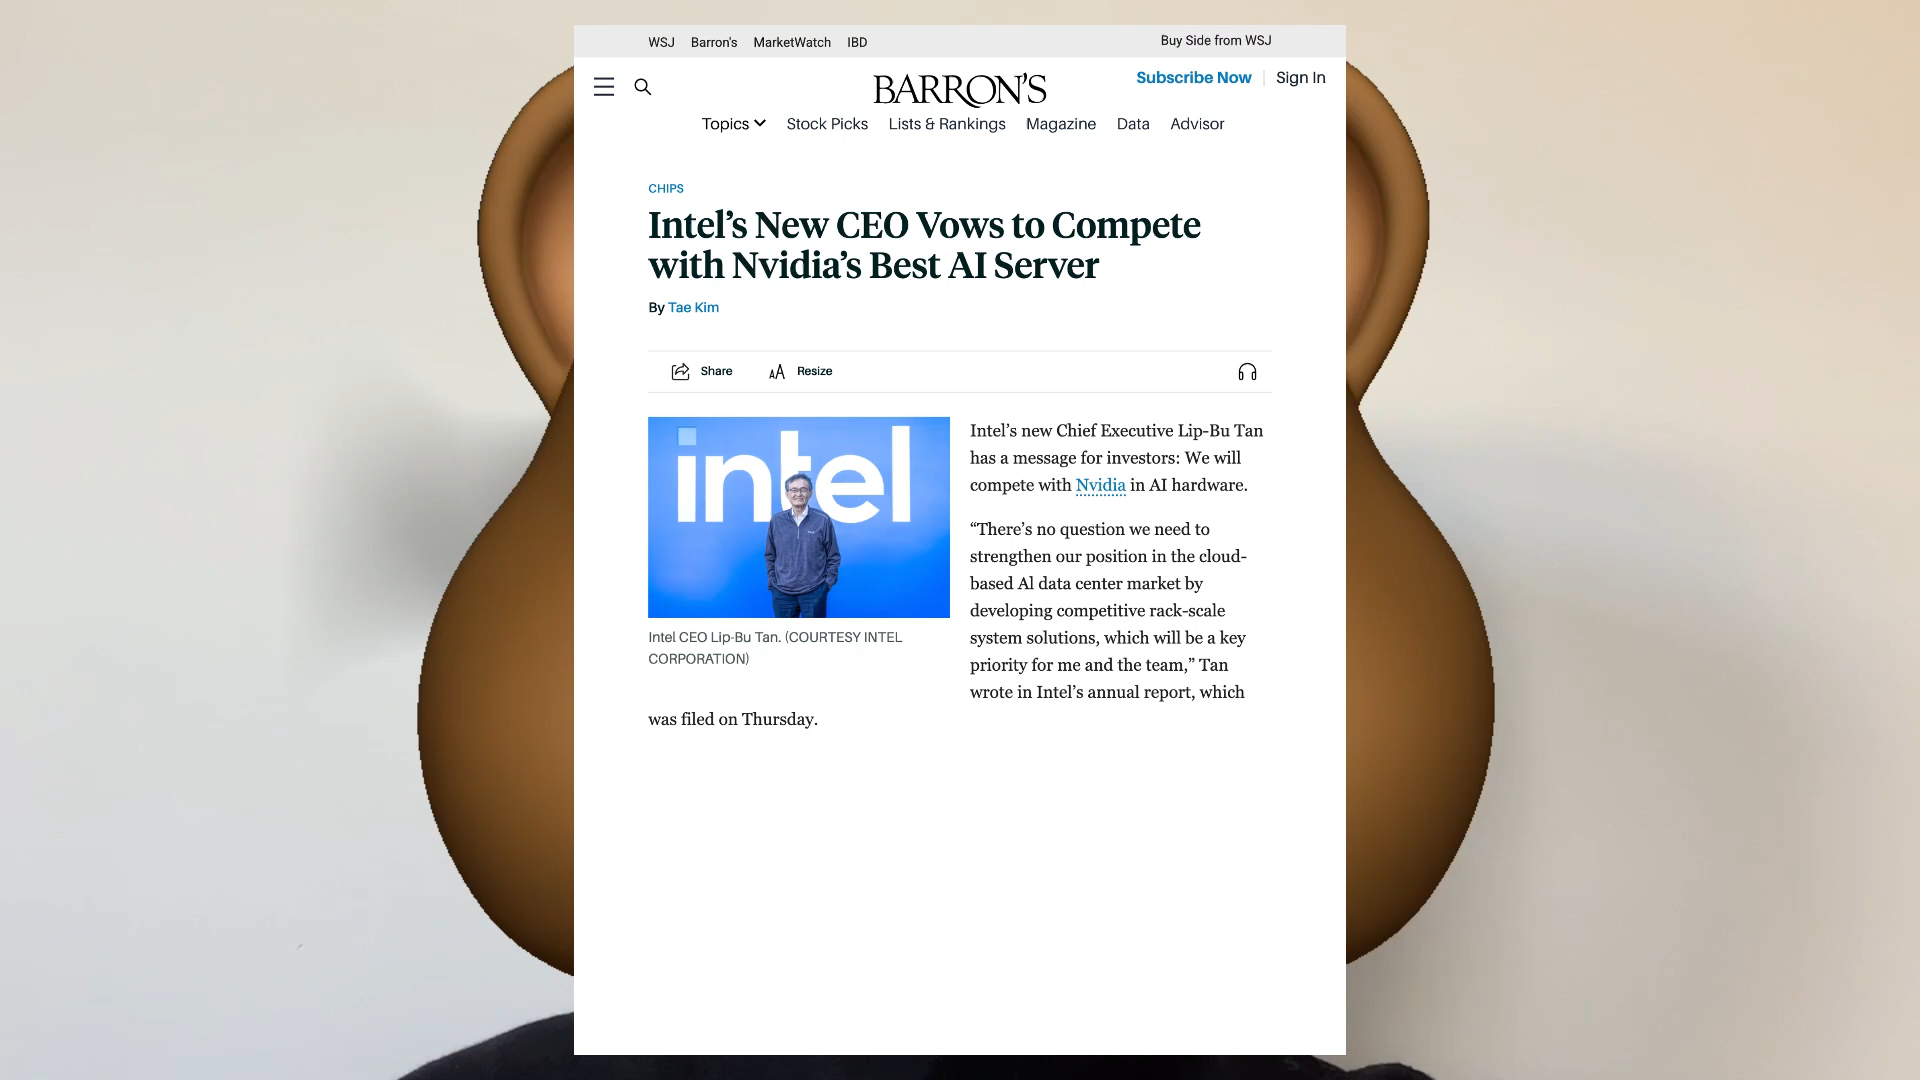 WSJ Barron's MarketWatch IBD Buy Side from WSJ
BARRON'S
Subscribe Now Sign In
Topics Stock Picks Lists & Rankings Magazine Data Advisor
CHIPS
Intel’s New CEO Vows to Compete
with Nvidia’s Best AI Server
By Tae Kim
Share AA Resize
intel
Intel CEO Lip-Bu Tan. (COURTESY INTEL
CORPORATION)
Intel’s new Chief Executive Lip-Bu Tan
has a message for investors: We will
compete with Nvidia in AI hardware.
“There’s no question we need to
strengthen our position in the cloud-
based AI data center market by
developing competitive rack-scale
system solutions, which will be a key
priority for me and the team,” Tan
wrote in Intel’s annual report, which
was filed on Thursday.